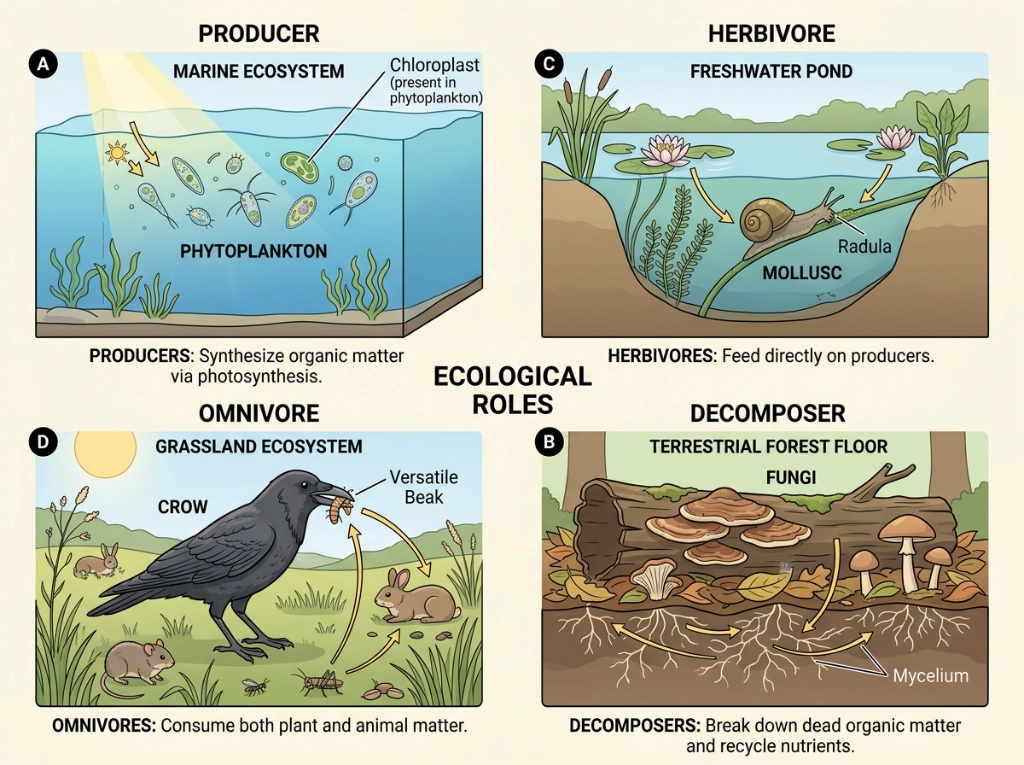 PRODUCER
A
MARINE ECOSYSTEM
Chloroplast
(present in
phytoplankton)
PHYTOPLANKTON
PRODUCERS: Synthesize organic matter
via photosynthesis.
HERBIVORE
C
FRESHWATER POND
Radula
MOLLUSC
HERBIVORES: Feed directly on producers.
ECOLOGICAL
ROLES
OMNIVORE
D
GRASSLAND ECOSYSTEM
CROW
Versatile
Beak
OMNIVORES: Consume both plant and animal matter.
DECOMPOSER
B
TERRESTRIAL FOREST FLOOR
FUNGI
Mycelium
DECOMPOSERS: Break down dead organic matter
and recycle nutrients.